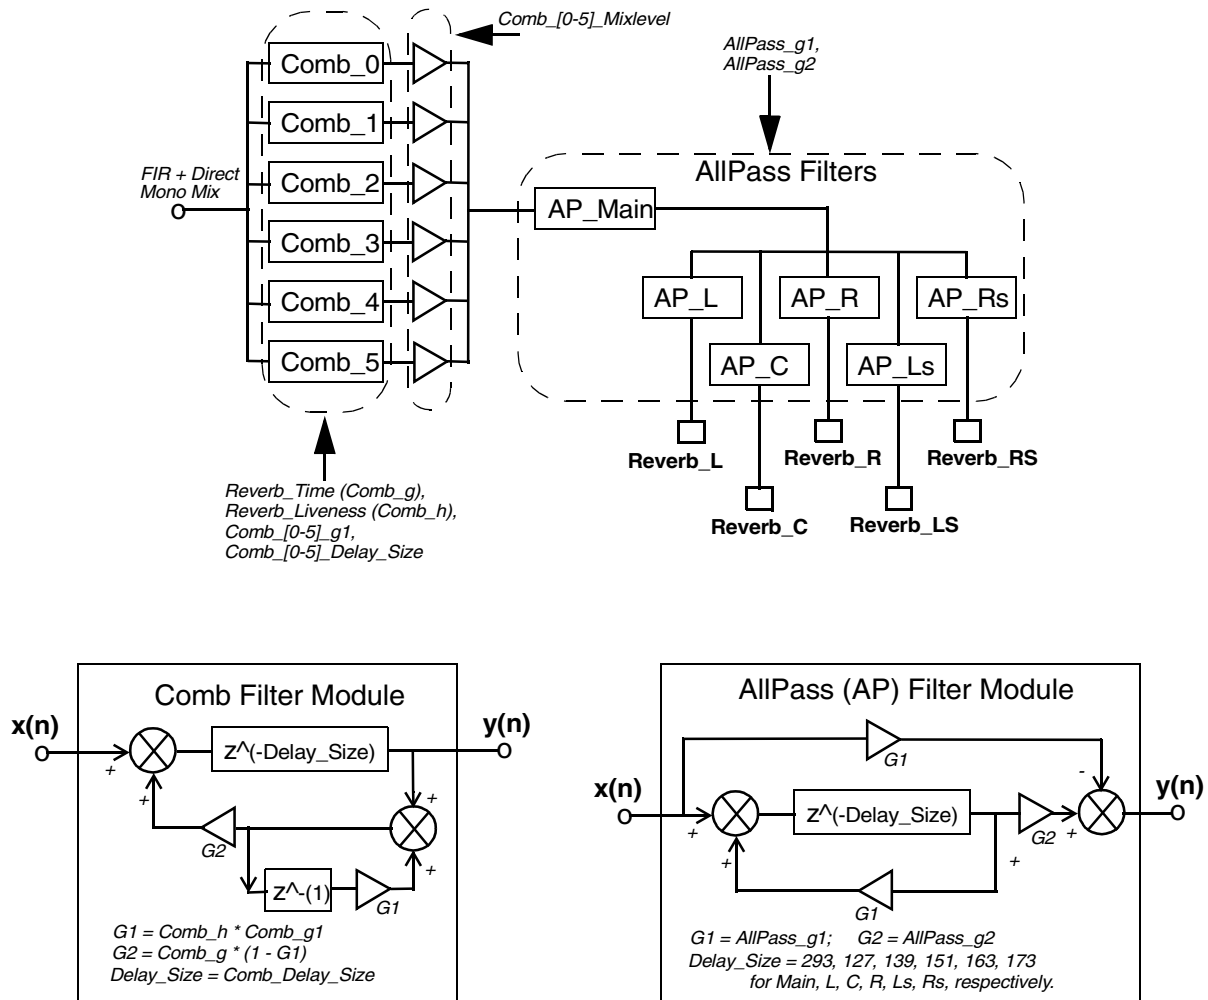 Comb_[0-5]_Mixlevel
AllPass_g1,
AllPass_g2
Comb_0
Comb_1
Comb_2
Comb_3
Comb_4
Comb_5
FIR + Direct
Mono Mix
AllPass Filters
AP_Main
AP_L
AP_R
AP_Rs
AP_C
AP_Ls
Reverb_L
Reverb_R
Reverb_RS
Reverb_C
Reverb_LS
Reverb_Time (Comb_g),
Reverb_Liveness (Comb_h),
Comb_[0-5]_g1,
Comb_[0-5]_Delay_Size
Comb Filter Module
x(n)
y(n)
z^(-Delay_Size)
+
+
+
G2
+
z^-(1)
G1
G1 = Comb_h * Comb_g1
G2 = Comb_g * (1 - G1)
Delay_Size = Comb_Delay_Size
AllPass (AP) Filter Module
G1
-
x(n)
y(n)
z^(-Delay_Size)
+
G2
+
+
+
G1
G1 = AllPass_g1; G2 = AllPass_g2
Delay_Size = 293, 127, 139, 151, 163, 173
for Main, L, C, R, Ls, Rs, respectively.